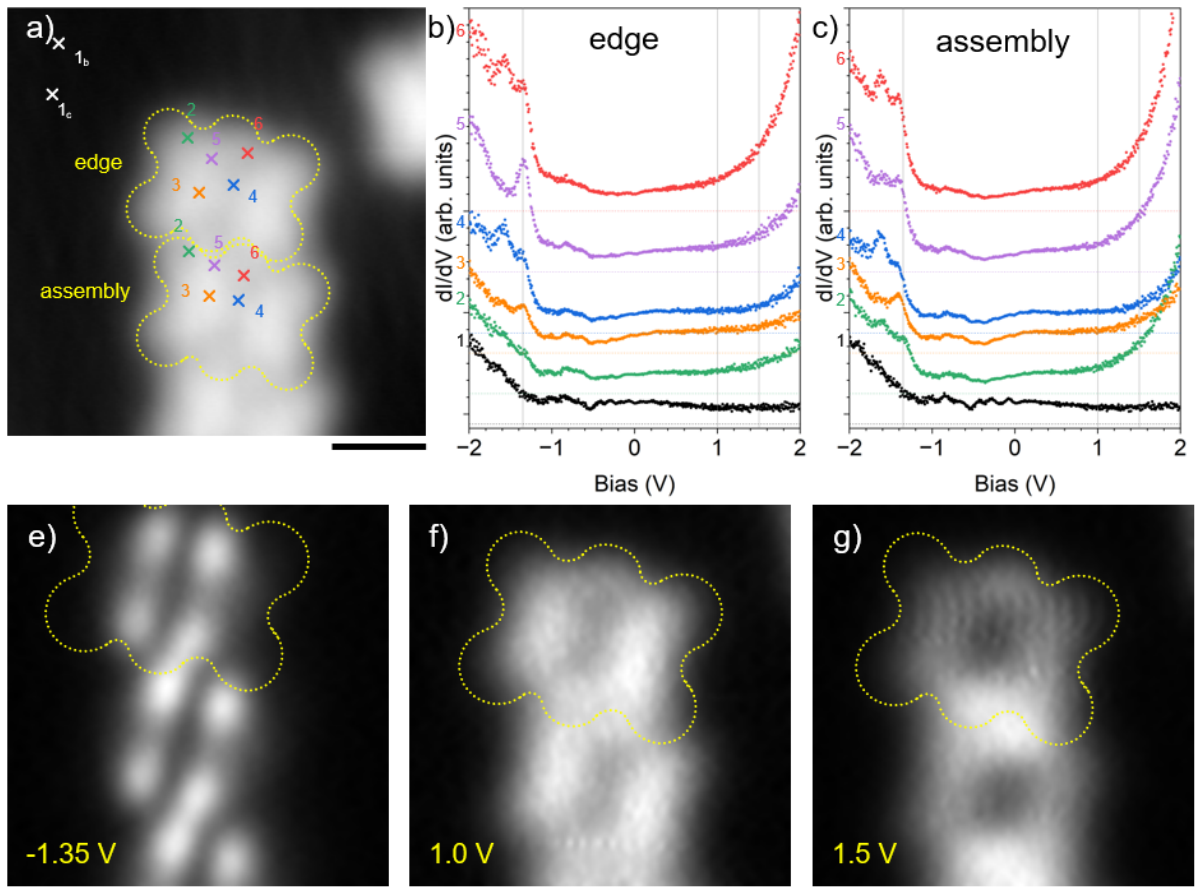 a)
1b
1c
2
5
6
edge
3
4
2
5
6
assembly
3
4
b)
edge
6
5
4
3
2
1
dI/dV (arb. units)
−2 −1 0 1 2
Bias (V)
c)
assembly
6
5
4
3
2
1
dI/dV (arb. units)
−2 −1 0 1 2
Bias (V)
e)
-1.35 V
f)
1.0 V
g)
1.5 V